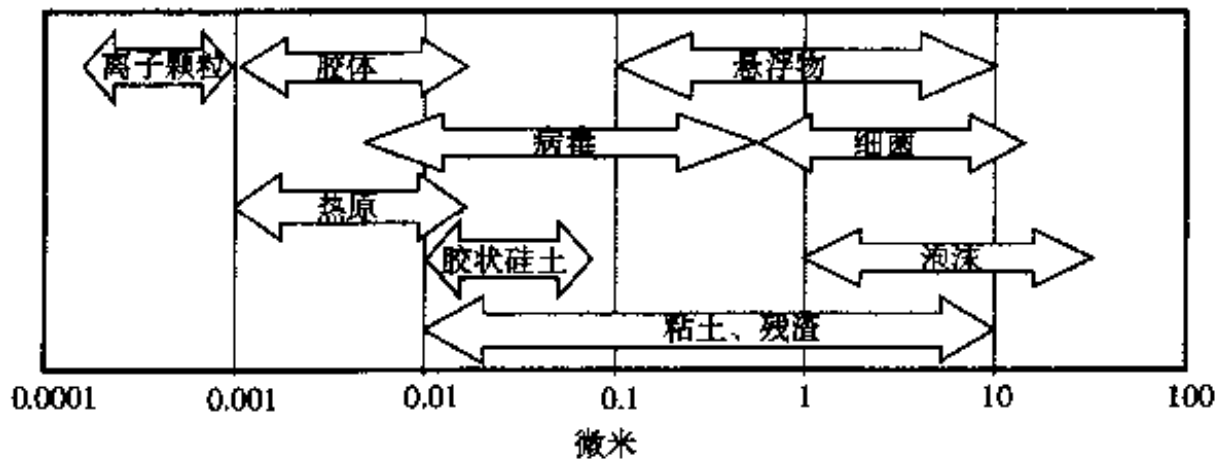 离子颗粒 胶体 悬浮物
病毒 细菌
热原
胶状硅土 泡沫
粘土、残渣
0.0001 0.001 0.01 0.1 1 10 100
微米